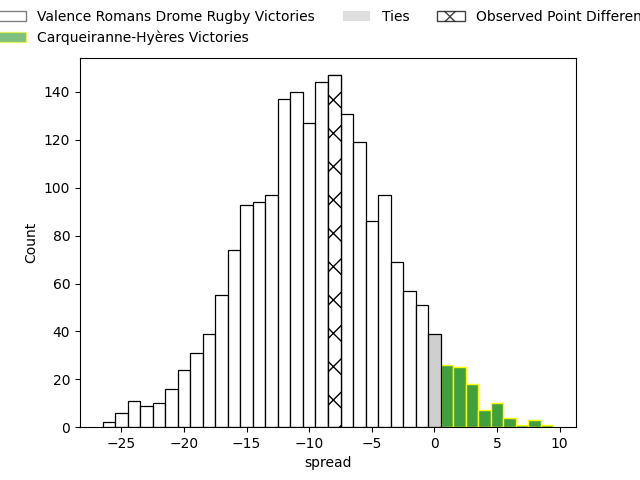 Valence Romans Drome Rugby Victories
Ties
Observed Point Differen
Carqueiranne-Hyères Victories
140
120
100
80
60
40
20
0
Count
−25
−20
−15
−10
−5
0
5
10
spread